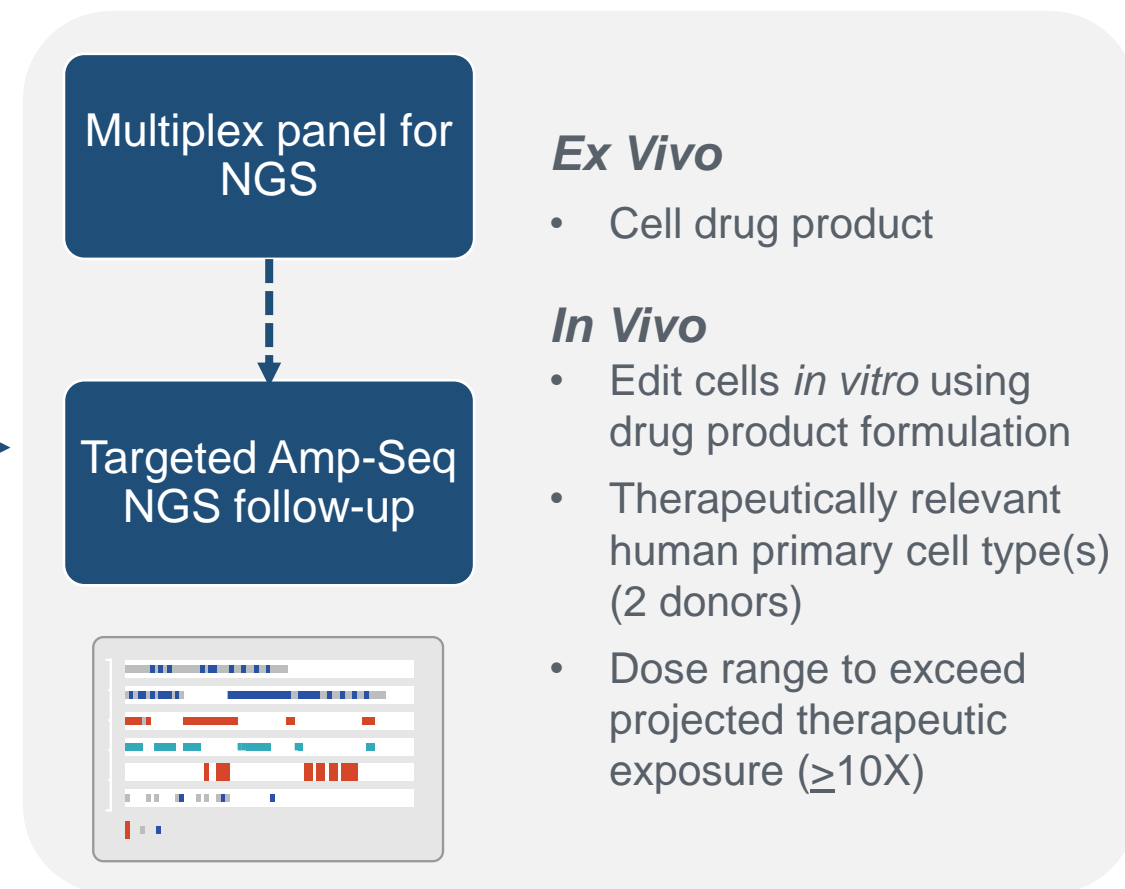 Multiplex panel for
NGS
Targeted Amp-Seq
NGS follow-up
Ex Vivo
• Cell drug product
In Vivo
• Edit cells in vitro using
drug product formulation
• Therapeutically relevant
human primary cell type(s)
(2 donors)
• Dose range to exceed
projected therapeutic
exposure (≥10X)